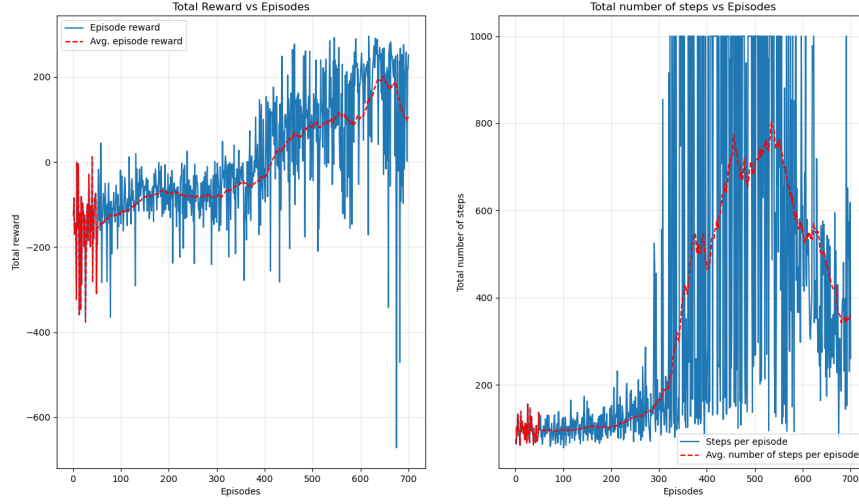 Total Reward vs Episodes
Episode reward
Avg. episode reward
200
0
−200
−400
−600
Total reward
0
100
200
300
400
500
600
700
Episodes
Total number of steps vs Episodes
1000
800
600
400
200
Total number of steps
Steps per episode
Avg. number of steps per episode
0
100
200
300
400
500
600
700
Episodes